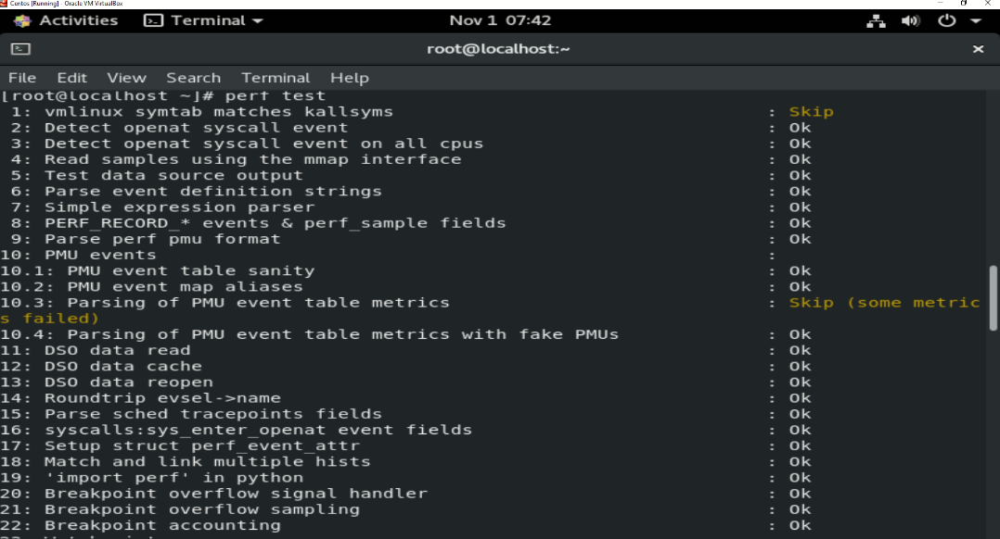 Centos [Running] - Oracle VM VirtualBox
Activities Terminal Nov 1 07:42
root@localhost:~
File Edit View Search Terminal Help
[root@localhost ~]# perf test
1: vmlinux symtab matches kallsyms : Skip
2: Detect openat syscall event : Ok
3: Detect openat syscall event on all cpus : Ok
4: Read samples using the mmap interface : Ok
5: Test data source output : Ok
6: Parse event definition strings : Ok
7: Simple expression parser : Ok
8: PERF_RECORD_* events & perf_sample fields : Ok
9: Parse perf pmu format : Ok
10: PMU events :
10.1: PMU event table sanity : Ok
10.2: PMU event map aliases : Ok
10.3: Parsing of PMU event table metrics : Skip (some metric
s failed)
10.4: Parsing of PMU event table metrics with fake PMUs : Ok
11: DSO data read : Ok
12: DSO data cache : Ok
13: DSO data reopen : Ok
14: Roundtrip evsel->name : Ok
15: Parse sched tracepoints fields : Ok
16: syscalls:sys_enter_openat event fields : Ok
17: Setup struct perf_event_attr : Ok
18: Match and link multiple hists : Ok
19: 'import perf' in python : Ok
20: Breakpoint overflow signal handler : Ok
21: Breakpoint overflow sampling : Ok
22: Breakpoint accounting : Ok